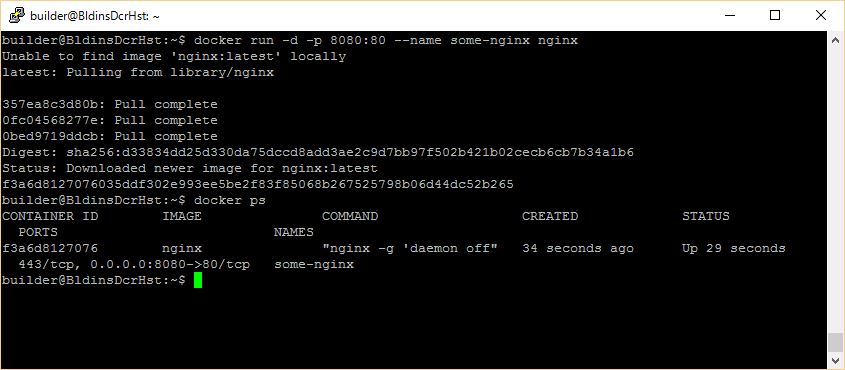 builder@BldinsDcrHst: ~
builder@BldinsDcrHst:~$ docker run -d -p 8080:80 --name some-nginx nginx
Unable to find image 'nginx:latest' locally
latest: Pulling from library/nginx
357ea8c3d80b: Pull complete
0fc04568277e: Pull complete
0bed9719ddcb: Pull complete
Digest: sha256:d33834dd25d330da75dccd8add3ae2c9d7bb97f502b421b02cecb6cb7b34a1b6
Status: Downloaded newer image for nginx:latest
f3a6d8127076035ddf302e993ee5be2f83f85068b267525798b06d44dc52b265
builder@BldinsDcrHst:~$ docker ps
CONTAINER ID        IMAGE               COMMAND                  CREATED             STATUS
  PORTS                           NAMES
f3a6d8127076        nginx               "nginx -g 'daemon off"   34 seconds ago      Up 29 seconds
  443/tcp, 0.0.0.0:8080->80/tcp   some-nginx
builder@BldinsDcrHst:~$